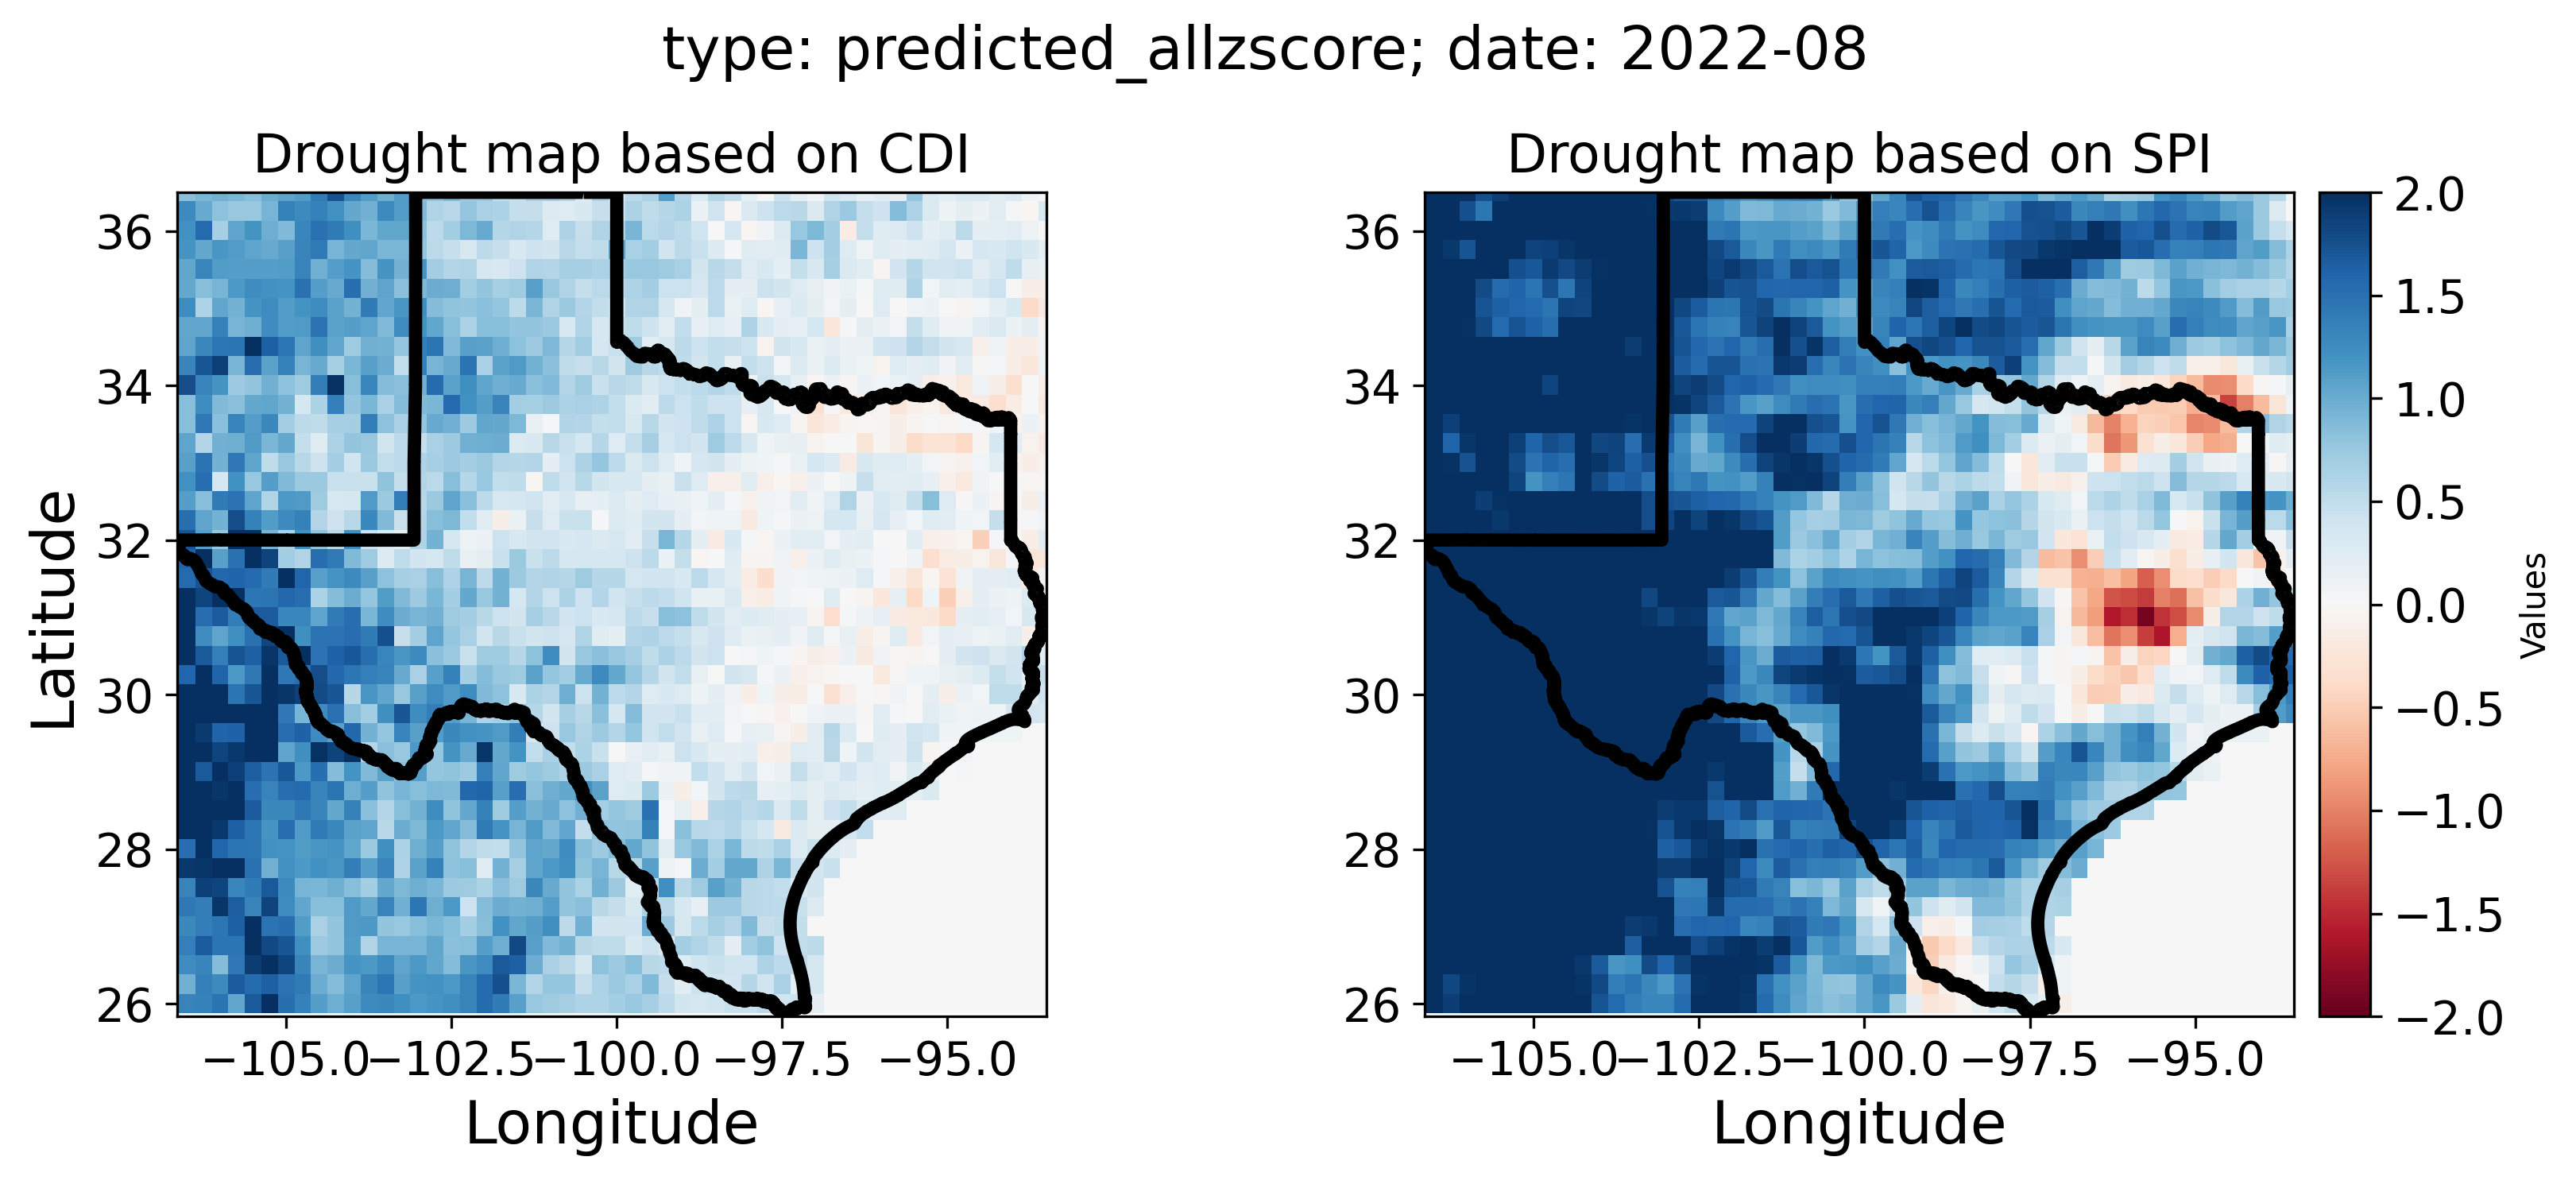 type: predicted_allzscore; date: 2022-08
Drought map based on CDI
Latitude
36
34
32
30
28
26
−105.0 −102.5 −100.0 −97.5 −95.0
Longitude
Drought map based on SPI
36
34
32
30
28
26
−105.0 −102.5 −100.0 −97.5 −95.0
Longitude
2.0
1.5
1.0
0.5
0.0
−0.5
−1.0
−1.5
−2.0
Values